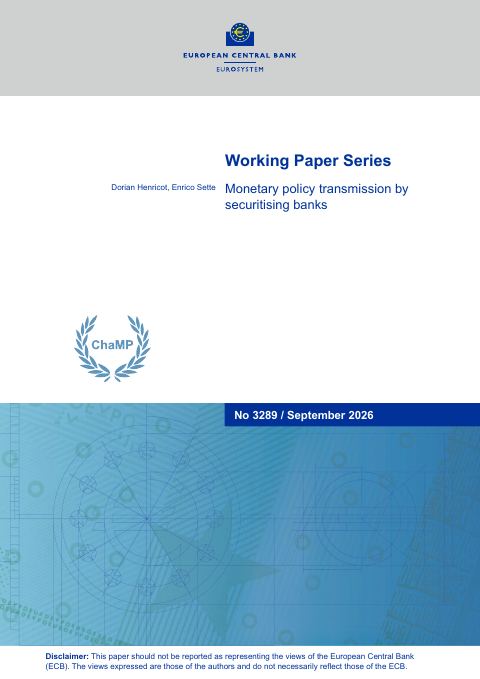 EUROPEAN CENTRAL BANK
EUROSYSTEM
Working Paper Series
Dorian Henricot, Enrico Sette
Monetary policy transmission by
securitising banks
ChaMP
No 3289 / September 2026
Disclaimer: This paper should not be reported as representing the views of the European Central Bank
(ECB). The views expressed are those of the authors and do not necessarily reflect those of the ECB.